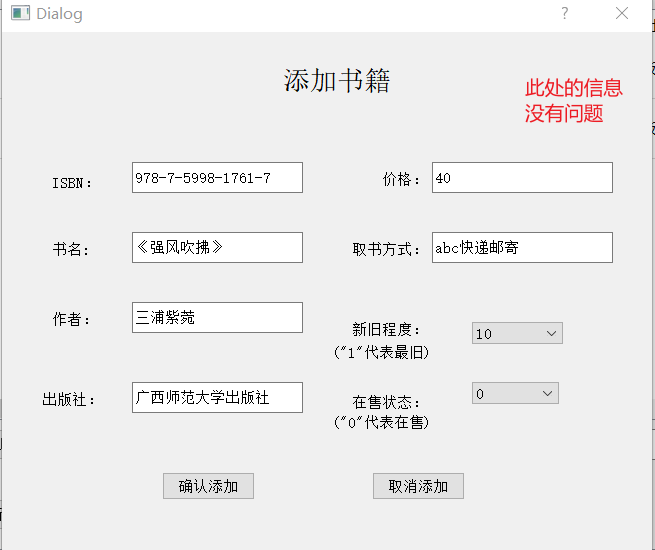 Dialog
添加书籍
此处的信息
没有问题
ISBN:
978-7-5998-1761-7
价格:
40
书名:
《强风吹拂》
取书方式:
abc快递邮寄
作者:
三浦紫菀
新旧程度:
("1"代表最旧)
10
出版社:
广西师范大学出版社
在售状态:
("0"代表在售)
0
确认添加
取消添加